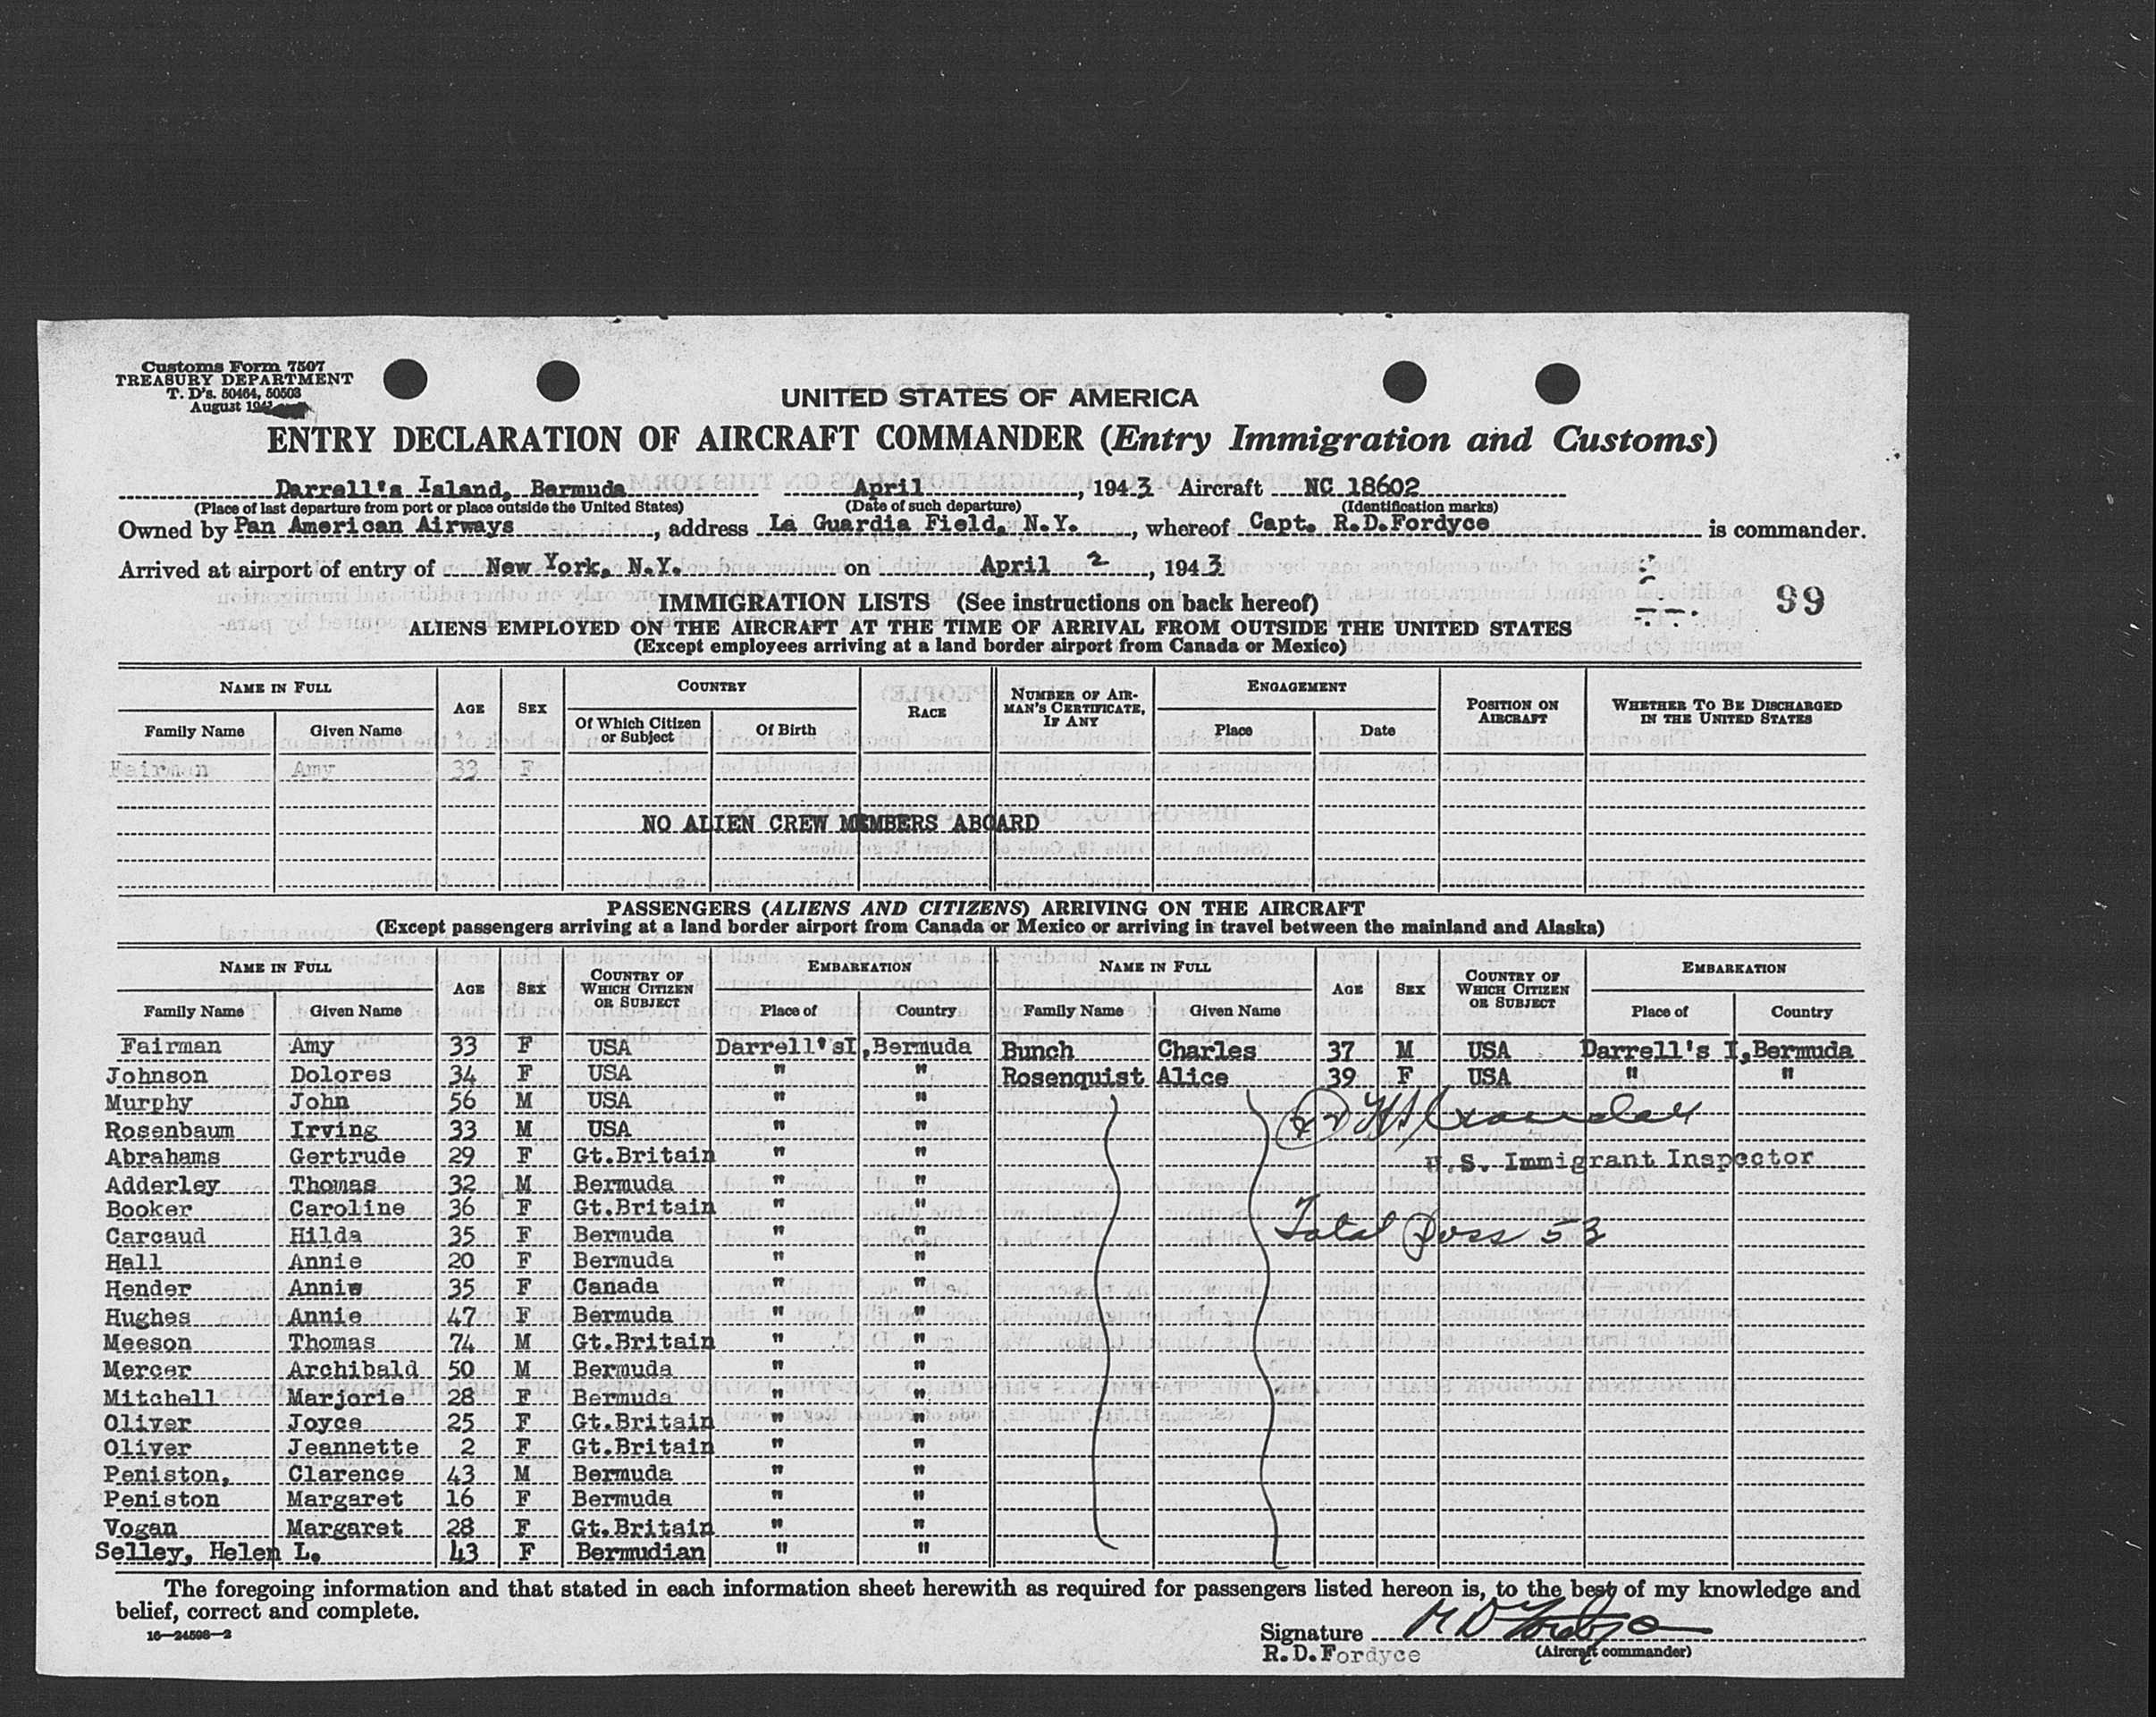 Customs Form 7507
TREASURY DEPARTMENT
T. D's. 50464, 50503
August
UNITED STATES OF AMERICA
ENTRY DECLARATION OF AIRCRAFT COMMANDER (Entry Immigration and Customs)
Darrell's Island, Bermuda April , 1943 Aircraft NC 18602
(Place of last departure from port or place outside the United States) (Date of such departure) (Identification marks)
Owned by Pan American Airways , address La Guardia Field, N.Y. , whereof Capt. R.D.Fordyce is commander.
Arrived at airport of entry of New York, N.Y. on April 2 , 1943
99
IMMIGRATION LISTS (See instructions on back hereof)
ALIENS EMPLOYED ON THE AIRCRAFT AT THE TIME OF ARRIVAL FROM OUTSIDE THE UNITED STATES
(Except employees arriving at a land border airport from Canada or Mexico)
NAME IN FULL AGE SEX COUNTRY RACE NUMBER OF AIRMAN'S CERTIFICATE, IF ANY ENGAGEMENT POSITION ON AIRCRAFT WHETHER TO BE DISCHARGED IN THE UNITED STATES
Family Name Given Name Of Which Citizen or Subject Of Birth Place Date
Fairman Amy 33 F
NO ALIEN CREW MEMBERS ABOARD
PASSENGERS (ALIENS AND CITIZENS) ARRIVING ON THE AIRCRAFT
(Except passengers arriving at a land border airport from Canada or Mexico or arriving in travel between the mainland and Alaska)
NAME IN FULL AGE SEX COUNTRY OF WHICH CITIZEN OR SUBJECT EMBARKATION NAME IN FULL AGE SEX COUNTRY OF WHICH CITIZEN OR SUBJECT EMBARKATION
Family Name Given Name Place of Country Family Name Given Name Place of Country
Fairman Amy 33 F USA Darrell'sI,Bermuda Bunch Charles 37 M USA Darrell's I,Bermuda
Johnson Dolores 34 F USA " " Rosenquist Alice 39 F USA " "
Murphy John 56 M USA " "
Rosenbaum Irving 33 M USA " "
Abrahams Gertrude 29 F Gt.Britain " " U.S. Immigrant Inspector
Adderley Thomas 32 M Bermuda " "
Booker Caroline 36 F Gt.Britain " "
Carcaud Hilda 35 F Bermuda " " Total Pass 53
Hall Annie 20 F Bermuda " "
Hender Annie 35 F Canada " "
Hughes Annie 47 F Bermuda " "
Meeson Thomas 74 M Gt.Britain " "
Mercer Archibald 50 M Bermuda " "
Mitchell Marjorie 28 F Bermuda " "
Oliver Joyce 25 F Gt.Britain " "
Oliver Jeannette 2 F Gt.Britain " "
Peniston, Clarence 43 M Bermuda " "
Peniston Margaret 16 F Bermuda " "
Vogan Margaret 28 F Gt.Britain " "
Selley, Helen L. 43 F Bermudian " "
The foregoing information and that stated in each information sheet herewith as required for passengers listed hereon is, to the best of my knowledge and
belief, correct and complete.
16—24598-2
Signature R D Fordyce
R.D.Fordyce (Aircraft commander)